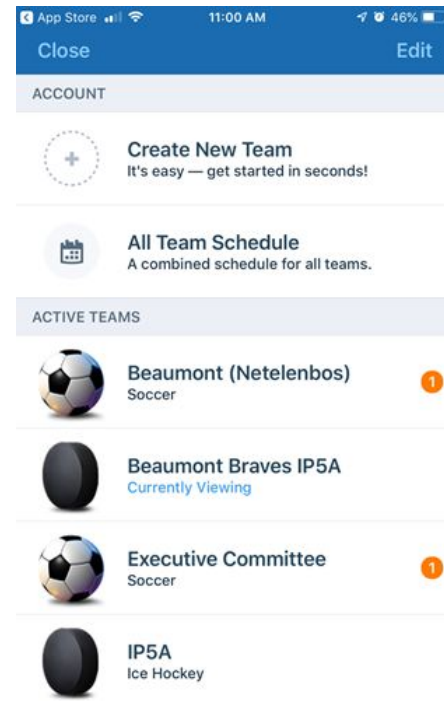 App Store 11:00 AM 46%
Close Edit
ACCOUNT
Create New Team
It's easy — get started in seconds!
All Team Schedule
A combined schedule for all teams.
ACTIVE TEAMS
Beaumont (Netelenbos)
Soccer
1
Beaumont Braves IP5A
Currently Viewing
Executive Committee
Soccer
1
IP5A
Ice Hockey